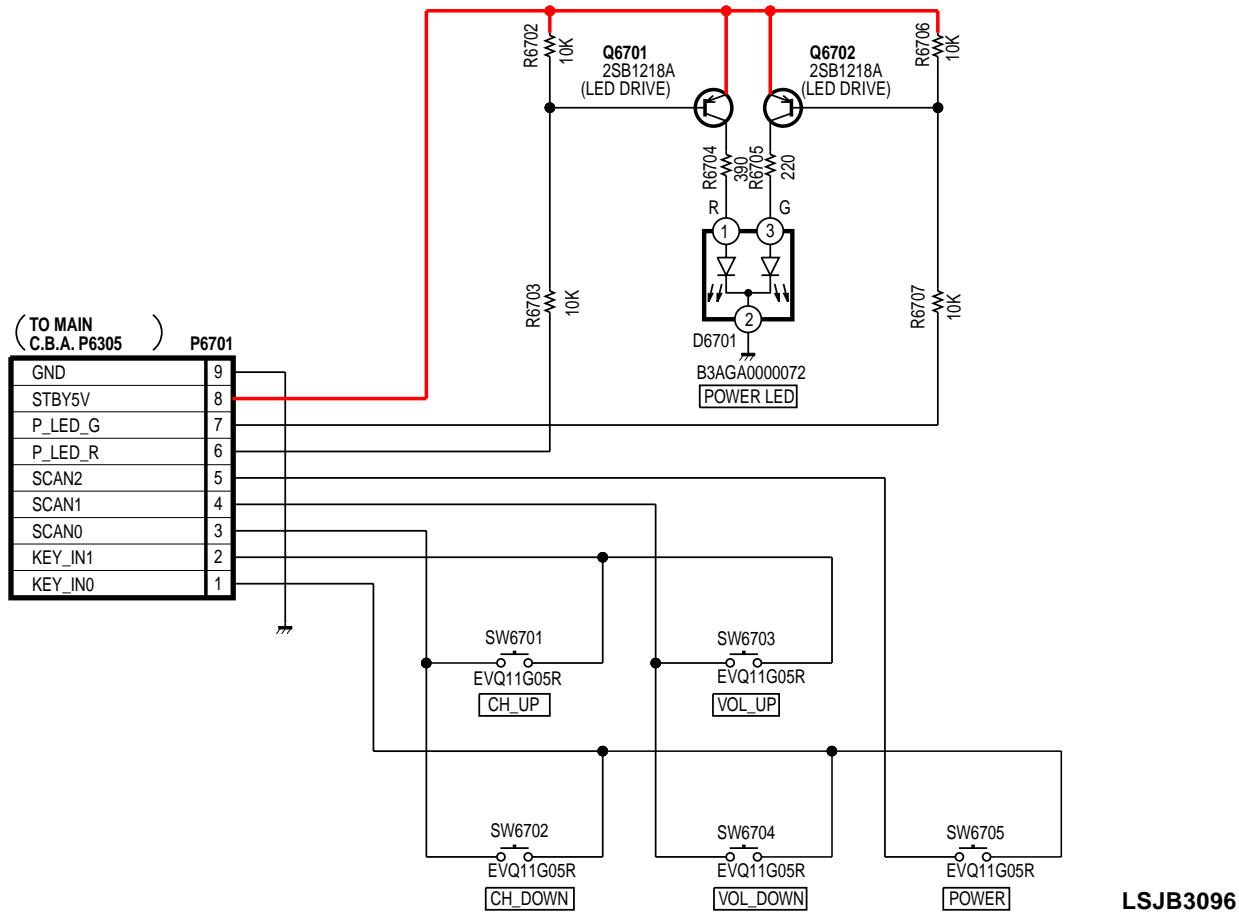 R6702
10K
Q6701
2SB1218A
(LED DRIVE)
Q6702
2SB1218A
(LED DRIVE)
R6706
10K
R6704
390
R6705
220
R
G
1
3
2
D6701
B3AGA0000072
POWER LED
R6703
10K
R6707
10K
(TO MAIN
C.B.A. P6305)
P6701
GND 9
STBY5V 8
P_LED_G 7
P_LED_R 6
SCAN2 5
SCAN1 4
SCAN0 3
KEY_IN1 2
KEY_IN0 1
SW6701
EVQ11G05R
CH_UP
SW6703
EVQ11G05R
VOL_UP
SW6702
EVQ11G05R
CH_DOWN
SW6704
EVQ11G05R
VOL_DOWN
SW6705
EVQ11G05R
POWER
LSJB3096